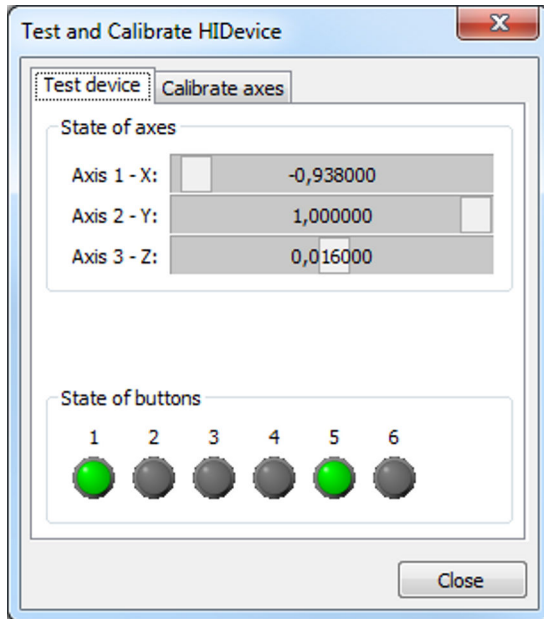 Test and Calibrate HIDevice
Test device Calibrate axes
State of axes
Axis 1 - X: -0,938000
Axis 2 - Y: 1,000000
Axis 3 - Z: 0,016000
State of buttons
1 2 3 4 5 6
Close